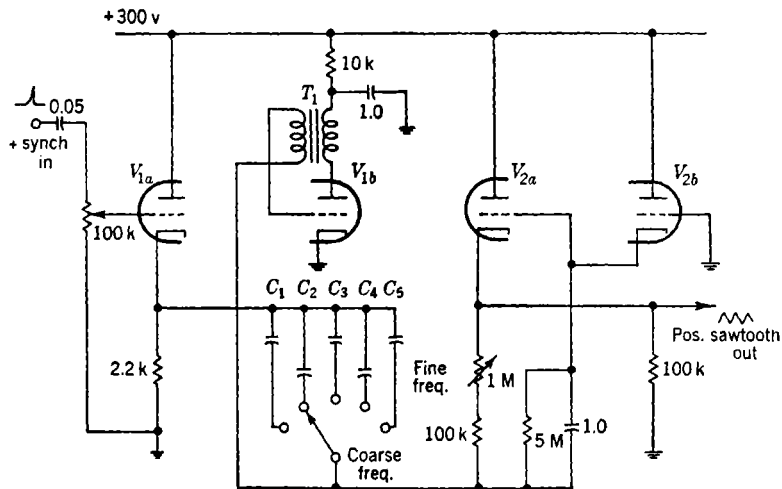 +300 v
10 k
T1
1.0
0.05
+ synch
in
V1a
V1b
V2a
V2b
100 k
C1 C2 C3 C4 C5
2.2 k
Pos. sawtooth
out
Fine
freq.
1 M
100 k
5 M
1.0
100 k
Coarse
freq.